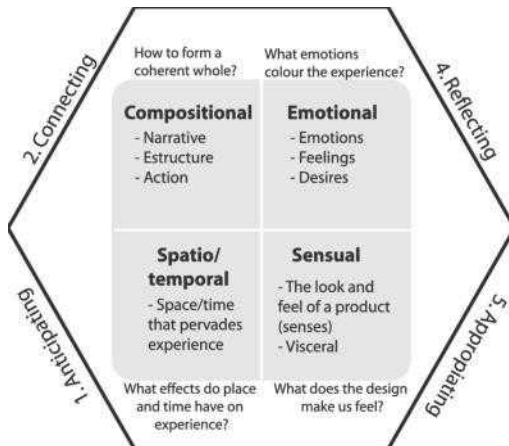 How to form a
coherent whole?
What emotions
colour the experience?
2. Connecting
4. Reflecting
Compositional
- Narrative
- Estructure
- Action
Emotional
- Emotions
- Feelings
- Desires
Spatio/
temporal
- Space/time
that pervades
experience
Sensual
- The look and
feel of a product
(senses)
- Visceral
1. Anticipating
5. Appropiating
What effects do place
and time have on
experience?
What does the design
make us feel?